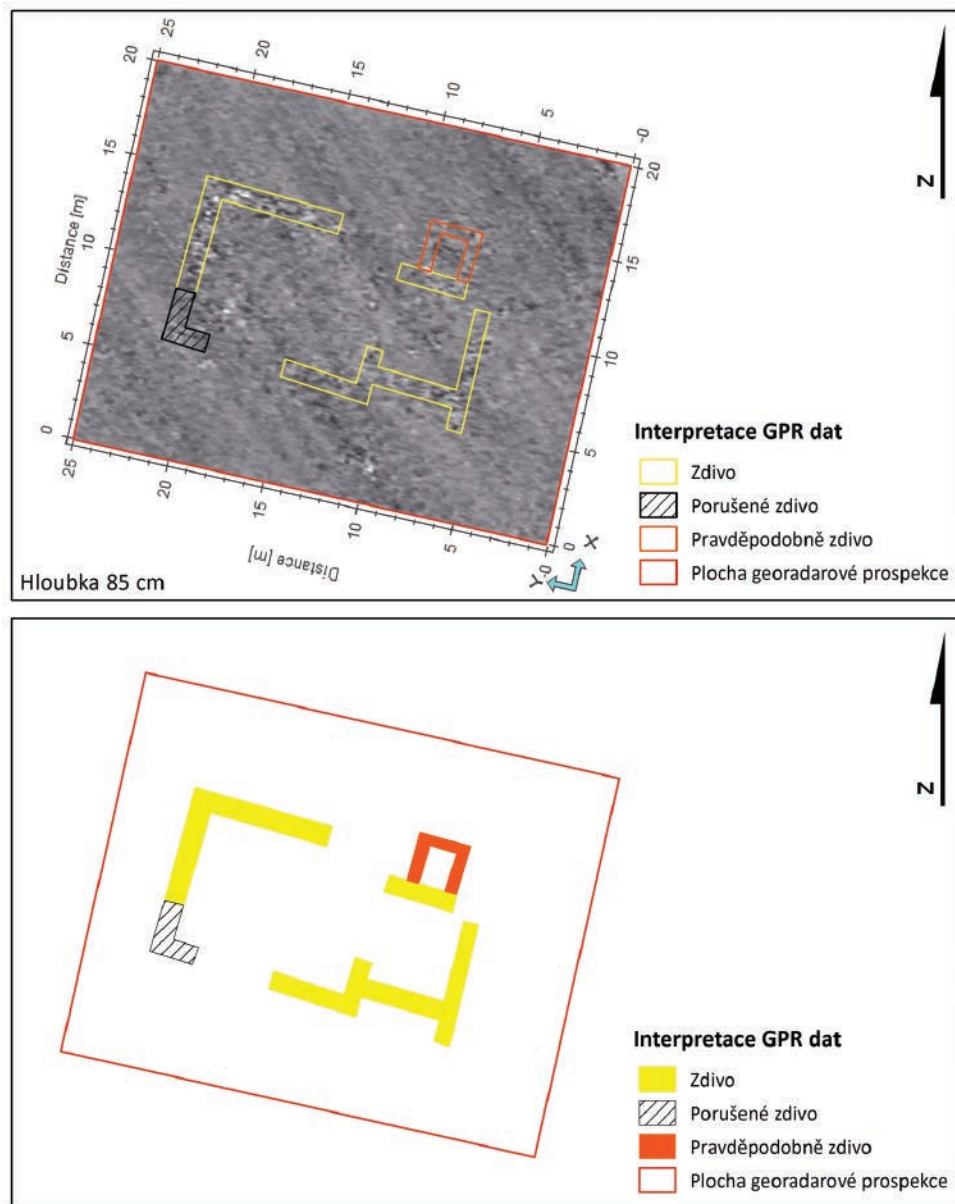 25
20
15
10
5
-0
20
15
10
5
0
Distance [m]
20
15
10
5
0
25
20
15
10
5
-0
Distance [m]
X
Y
Z
Hloubka 85 cm
Interpretace GPR dat
Zdivo
Porušené zdivo
Pravděpodobně zdivo
Plocha georadarové prospekce
Z
Interpretace GPR dat
Zdivo
Porušené zdivo
Pravděpodobně zdivo
Plocha georadarové prospekce